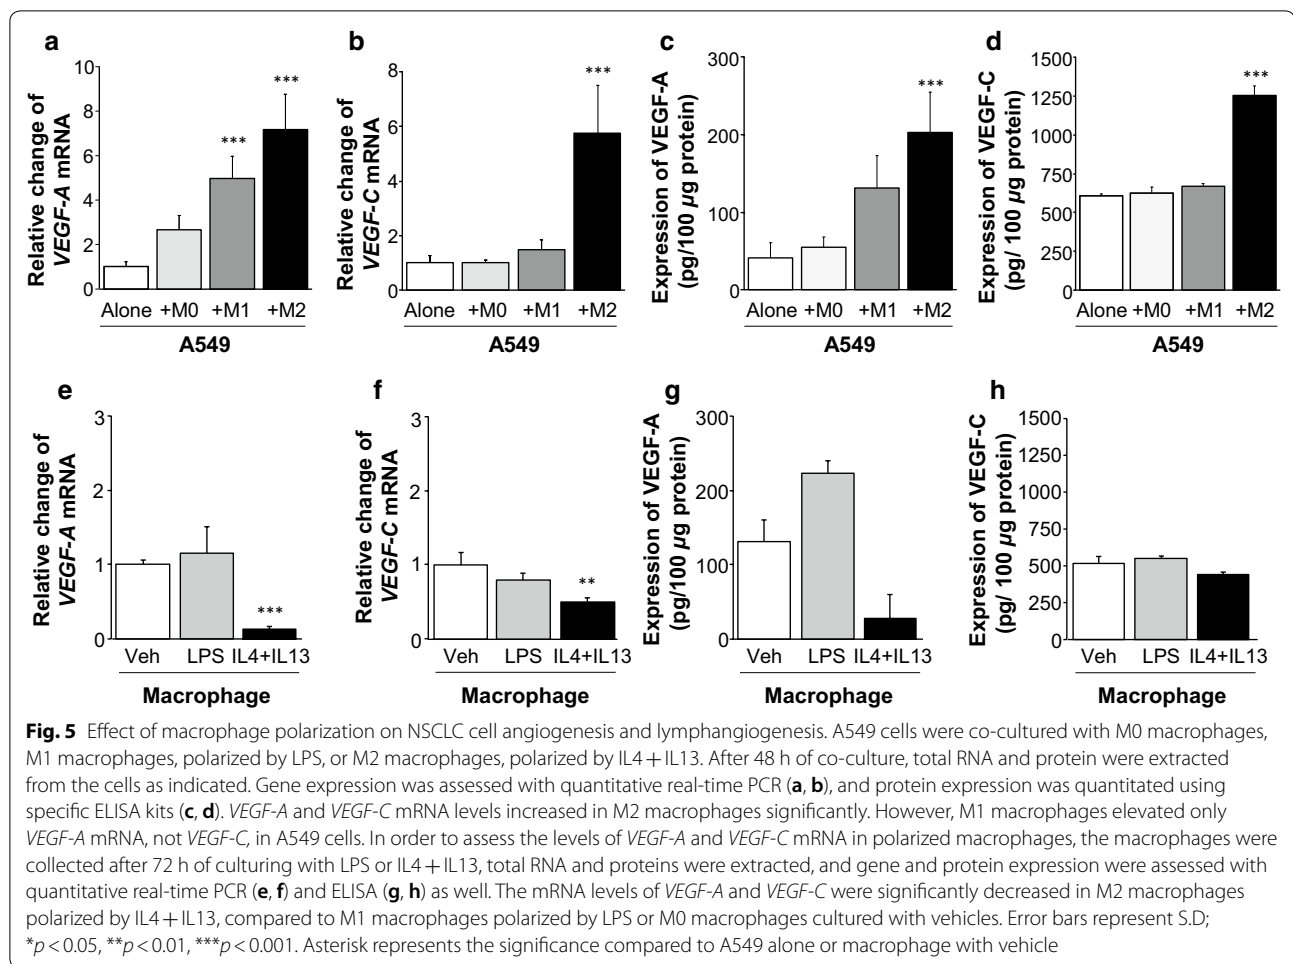 a
Relative change of
VEGF-A mRNA
10
8
6
4
2
0
***
***
Alone +M0 +M1 +M2
A549
b
Relative change of
VEGF-C mRNA
8
6
4
2
0
***
Alone +M0 +M1 +M2
A549
c
Expression of VEGF-A
(pg/100 µg protein)
300
200
100
0
***
Alone +M0 +M1 +M2
A549
d
Expression of VEGF-C
(pg/ 100 µg protein)
1500
1250
1000
750
500
250
0
***
Alone +M0 +M1 +M2
A549
e
Relative change of
VEGF-A mRNA
3
2
1
0
***
Veh LPS IL4+IL13
Macrophage
f
Relative change of
VEGF-C mRNA
3
2
1
0
**
Veh LPS IL4+IL13
Macrophage
g
Expression of VEGF-A
(pg/100 µg protein)
300
200
100
0
Veh LPS IL4+IL13
Macrophage
h
Expression of VEGF-C
(pg/ 100 µg protein)
1500
1250
1000
750
500
250
0
Veh LPS IL4+IL13
Macrophage
Fig. 5 Effect of macrophage polarization on NSCLC cell angiogenesis and lymphangiogenesis. A549 cells were co-cultured with M0 macrophages,
M1 macrophages, polarized by LPS, or M2 macrophages, polarized by IL4 + IL13. After 48 h of co-culture, total RNA and protein were extracted
from the cells as indicated. Gene expression was assessed with quantitative real-time PCR (a, b), and protein expression was quantitated using
specific ELISA kits (c, d). VEGF-A and VEGF-C mRNA levels increased in M2 macrophages significantly. However, M1 macrophages elevated only
VEGF-A mRNA, not VEGF-C, in A549 cells. In order to assess the levels of VEGF-A and VEGF-C mRNA in polarized macrophages, the macrophages were
collected after 72 h of culturing with LPS or IL4 + IL13, total RNA and proteins were extracted, and gene and protein expression were assessed with
quantitative real-time PCR (e, f) and ELISA (g, h) as well. The mRNA levels of VEGF-A and VEGF-C were significantly decreased in M2 macrophages
polarized by IL4 + IL13, compared to M1 macrophages polarized by LPS or M0 macrophages cultured with vehicles. Error bars represent S.D;
*p < 0.05, **p < 0.01, ***p < 0.001. Asterisk represents the significance compared to A549 alone or macrophage with vehicle